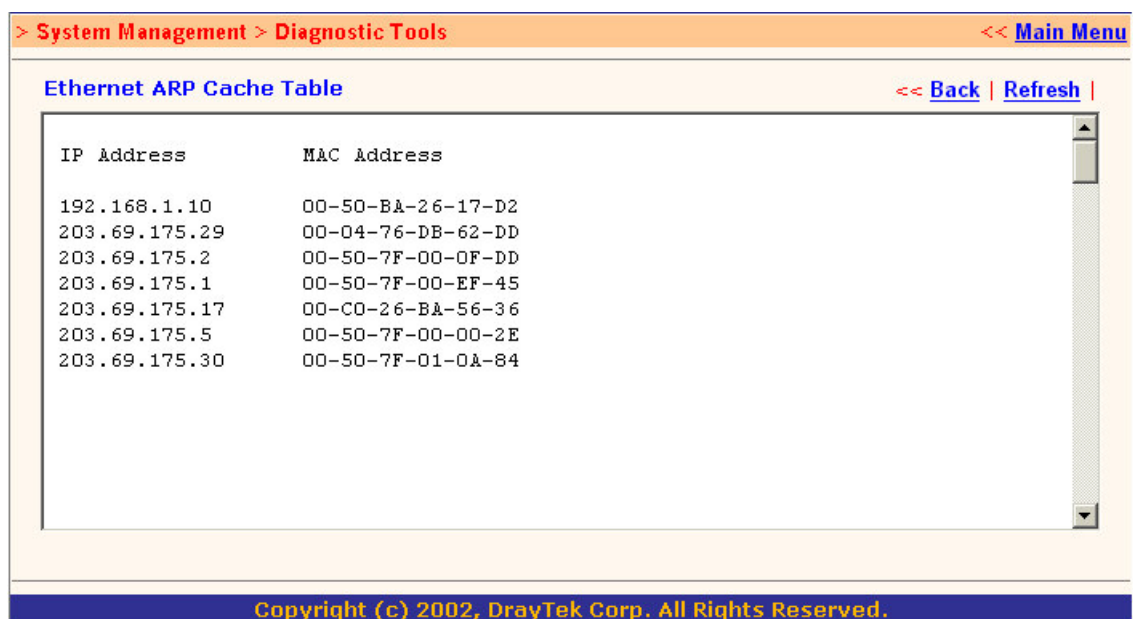 > System Management > Diagnostic Tools << Main Menu
Ethernet ARP Cache Table << Back | Refresh |
IP Address MAC Address
192.168.1.10 00-50-BA-26-17-D2
203.69.175.29 00-04-76-DB-62-DD
203.69.175.2 00-50-7F-00-0F-DD
203.69.175.1 00-50-7F-00-EF-45
203.69.175.17 00-C0-26-BA-56-36
203.69.175.5 00-50-7F-00-00-2E
203.69.175.30 00-50-7F-01-0A-84
Copyright (c) 2002, DrayTek Corp. All Rights Reserved.